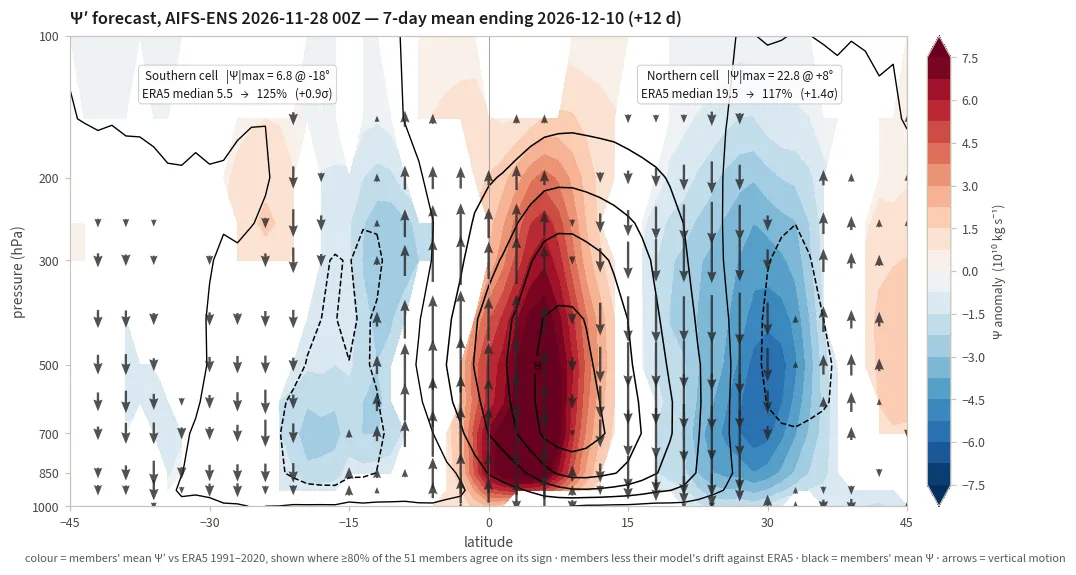 Ψ′ forecast, AIFS-ENS 2026-11-28 00Z — 7-day mean ending 2026-12-10 (+12 d)
Southern cell |Ψ|max = 6.8 @ -18°
ERA5 median 5.5 → 125% (+0.9σ)
Northern cell |Ψ|max = 22.8 @ +8°
ERA5 median 19.5 → 117% (+1.4σ)
pressure (hPa)
100
200
300
400
500
700
850
1000
−45
−30
−15
0
15
30
45
latitude
7.5
6.0
4.5
3.0
1.5
0.0
−1.5
−3.0
−4.5
−6.0
−7.5
Ψ anomaly (10¹⁰ kg s⁻¹)
colour = members' mean Ψ′ vs ERA5 1991–2020, shown where ≥80% of the 51 members agree on its sign · members less their model's drift against ERA5 · black = members' mean Ψ · arrows = vertical motion